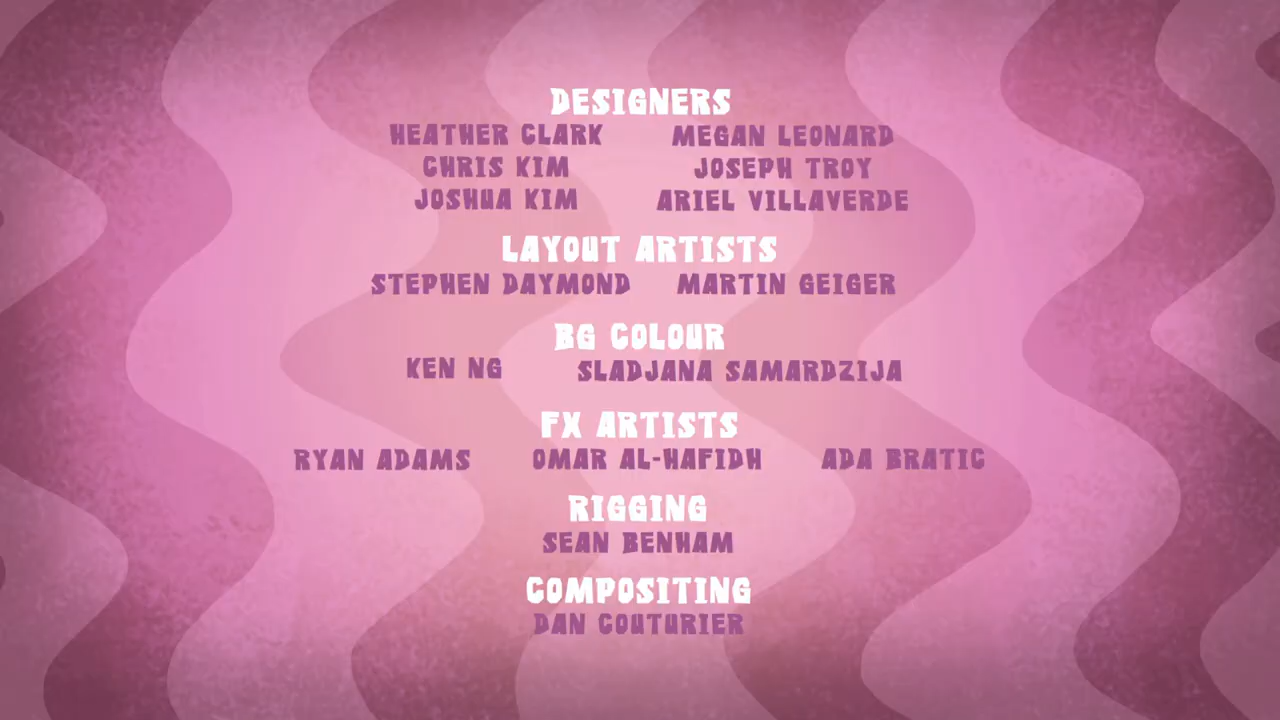 DESIGNERS
HEATHER CLARK MEGAN LEONARD
CHRIS KIM JOSEPH TROY
JOSHUA KIM ARIEL VILLAVERDE
LAYOUT ARTISTS
STEPHEN DAYMOND MARTIN GEIGER
BG COLOUR
KEN NG SLADJANA SAMARDZIJA
FX ARTISTS
RYAN ADAMS OMAR AL-HAFIDH ADA BRATIC
RIGGING
SEAN BENHAM
COMPOSITING
DAN COUTURIER